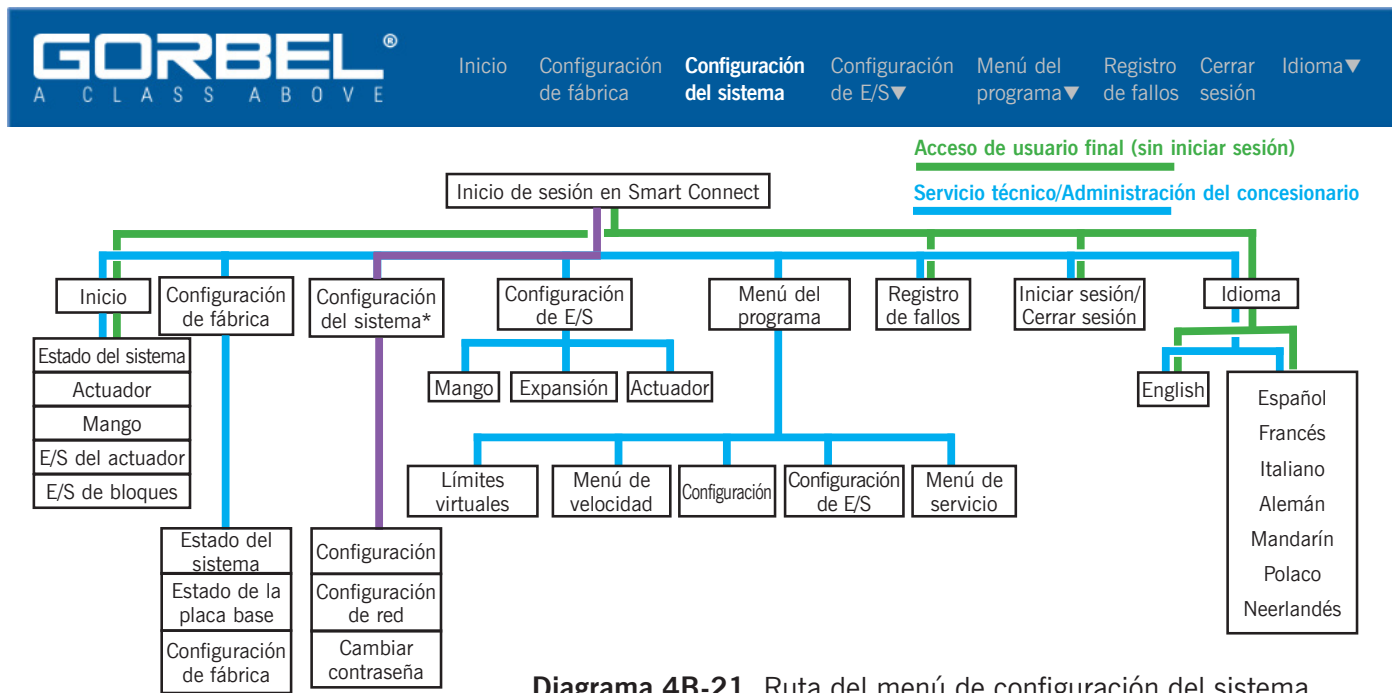 GORBEL®
A CLASS ABOVE
Inicio
Configuración
de fábrica
Configuración
del sistema
Configuración
de E/S▼
Menú del
programa▼
Registro
de fallos
Cerrar
sesión
Idioma▼
Acceso de usuario final (sin iniciar sesión)
Servicio técnico/Administración del concesionario
Inicio de sesión en Smart Connect
Inicio
Configuración
de fábrica
Configuración
del sistema*
Configuración
de E/S
Menú del
programa
Registro
de fallos
Iniciar sesión/
Cerrar sesión
Idioma
Estado del sistema
Actuador
Mango
E/S del actuador
E/S de bloques
Mango
Expansión
Actuador
English
Español
Francés
Italiano
Alemán
Mandarín
Polaco
Neerlandés
Límites
virtuales
Menú de
velocidad
Configuración
Configuración
de E/S
Menú de
servicio
Estado del
sistema
Estado de la
placa base
Configuración
de fábrica
Configuración
Configuración
de red
Cambiar
contraseña
Diagrama 4B-21. Ruta del menú de configuración del sistema